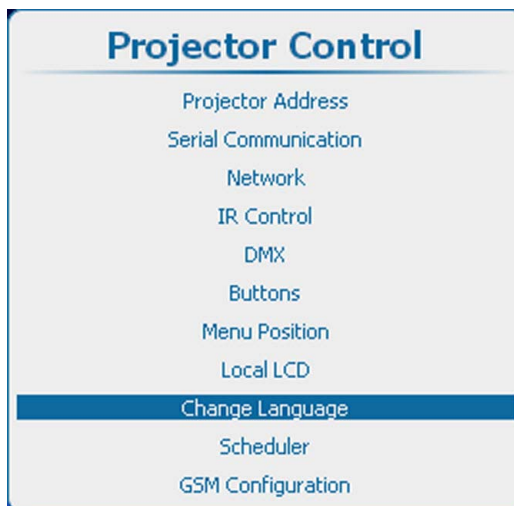 Projector Control
Projector Address
Serial Communication
Network
IR Control
DMX
Buttons
Menu Position
Local LCD
Change Language
Scheduler
GSM Configuration